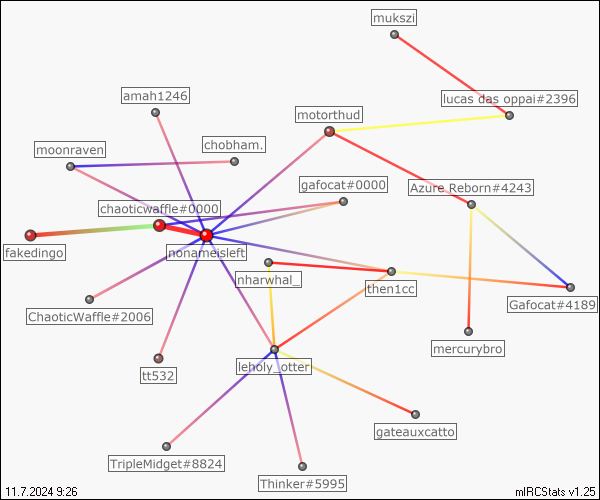 mukszi
lucas das oppai#2396
amah1246
motorthud
chobham.
moonraven
gafocat#0000
Azure Reborn#4243
chaoticwaffle#0000
fakedingo
nonameisleft
nharwhal_
then1cc
Gafocat#4189
ChaoticWaffle#2006
mercurybro
leholy_otter
tt532
gateauxcatto
TripleMidget#8824
Thinker#5995
11.7.2024 9:26
mIRCStats v1.25